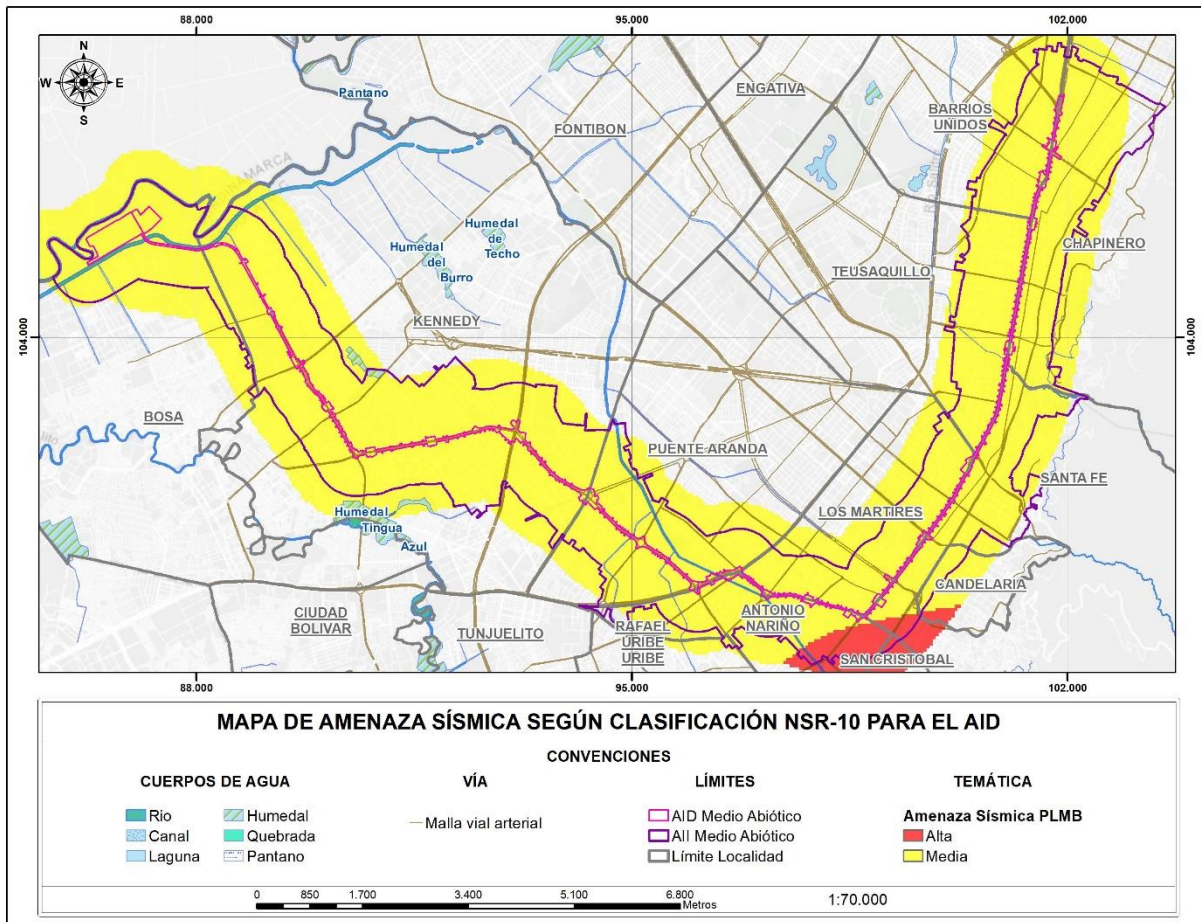 88.000 95.000 102.000
N
W E
S
Pantano
ENGATIVA
FONTIBON
BARRIOS
UNIDOS
Humedal
de
Techo
Humedal
del
Burro
CHAPINERO
TEUSAQUILLO
KENNEDY
104.000 104.000
BOSA
PUENTE ARANDA
SANTA FE
LOS MARTIRES
Humedal
Tingua
Azul
CANDELARIA
CIUDAD
BOLIVAR
TUNJUELITO
RAFAEL
URIBE
URIBE
ANTONIO
NARIÑO
SAN CRISTOBAL
88.000 95.000 102.000
MAPA DE AMENAZA SÍSMICA SEGÚN CLASIFICACIÓN NSR-10 PARA EL AID
CONVENCIONES
CUERPOS DE AGUA VÍA LÍMITES TEMÁTICA
Rio Humedal AID Medio Abiótico Amenaza Sísmica PLMB
Canal Quebrada Malla vial arterial AII Medio Abiótico Alta
Laguna Pantano Límite Localidad Media
0 850 1.700 3.400 5.100 6.800
Metros
1:70.000